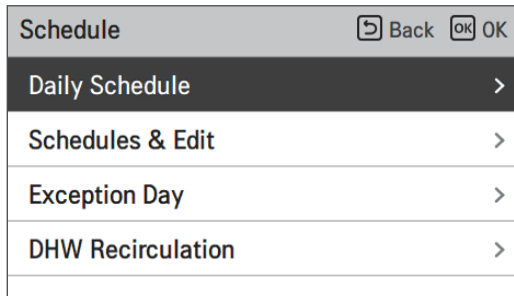 Schedule Back OK OK
Daily Schedule >
Schedules & Edit >
Exception Day >
DHW Recirculation >